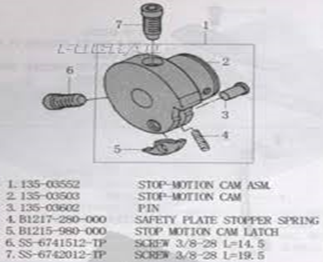 7
1
FUCHAN
2
6
3
4
5
1. 135-03552 STOP-MOTION CAM ASM.
2. 135-03503 STOP-MOTION CAM
3. 135-03602 PIN
4. B1217-280-000 SAFETY PLATE STOPPER SPRING
5. B1215-980-000 STOP MOTION CAM LATCH
6. SS-6741512-TP SCREW 3/8-28 L=14.5
7. SS-6742012-TP SCREW 3/8-28 L=19.5